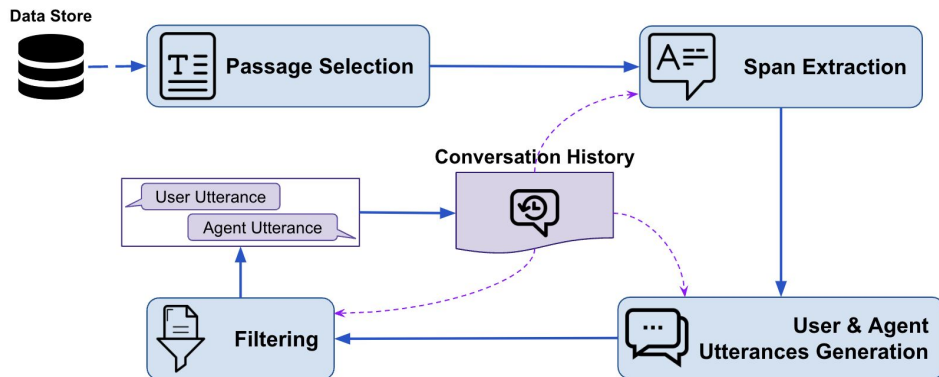 Data Store
T
Passage Selection
A
Span Extraction
Conversation History
User Utterance
Agent Utterance
Filtering
User & Agent
Utterances Generation